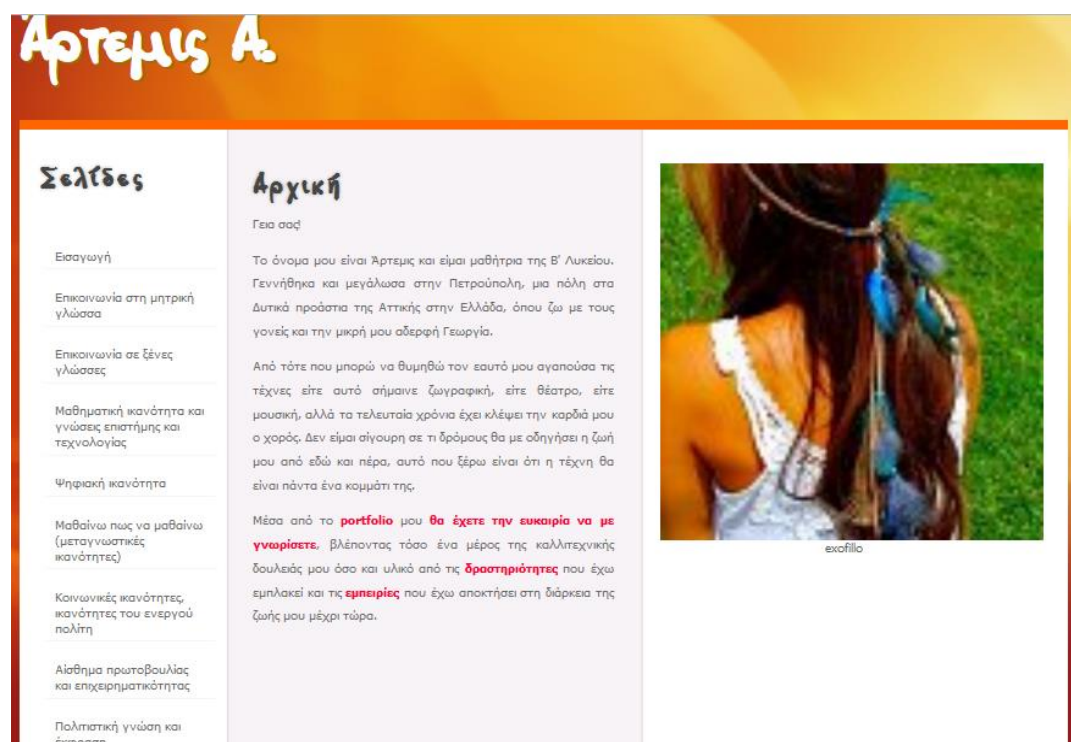 Άρτεμις Α.
Σελίδες
Εισαγωγή
Επικοινωνία στη μητρική
γλώσσα
Επικοινωνία σε ξένες
γλώσσες
Μαθηματική ικανότητα και
γνώσεις επιστήμης και
τεχνολογίας
Ψηφιακή ικανότητα
Μαθαίνω πως να μαθαίνω
(μεταγνωστικές
ικανότητες)
Κοινωνικές ικανότητες,
ικανότητες του ενεργού
πολίτη
Αίσθημα πρωτοβουλίας
και επιχειρηματικότητας
Πολιτιστική γνώση και
έκφραση
Αρχική
Γεια σας!
Το όνομα μου είναι Άρτεμις και είμαι μαθήτρια της Β' Λυκείου.
Γεννήθηκα και μεγάλωσα στην Πετρούπολη, μια πόλη στα
Δυτικά προάστια της Αττικής στην Ελλάδα, όπου ζω με τους
γονείς και την μικρή μου αδερφή Γεωργία.
Από τότε που μπορώ να θυμηθώ τον εαυτό μου αγαπούσα τις
τέχνες είτε αυτό σήμαινε ζωγραφική, είτε θέατρο, είτε
μουσική, αλλά τα τελευταία χρόνια έχει κλέψει την καρδιά μου
ο χορός. Δεν είμαι σίγουρη σε τι δρόμους θα με οδηγήσει η ζωή
μου από εδώ και πέρα, αυτό που ξέρω είναι ότι η τέχνη θα
είναι πάντα ένα κομμάτι της.
Μέσα από το portfolio μου θα έχετε την ευκαιρία να με
γνωρίσετε, βλέποντας τόσο ένα μέρος της καλλιτεχνικής
δουλειάς μου όσο και υλικό από τις δραστηριότητες που έχω
εμπλακεί και τις εμπειρίες που έχω αποκτήσει στη διάρκεια της
ζωής μου μέχρι τώρα.
exofillo